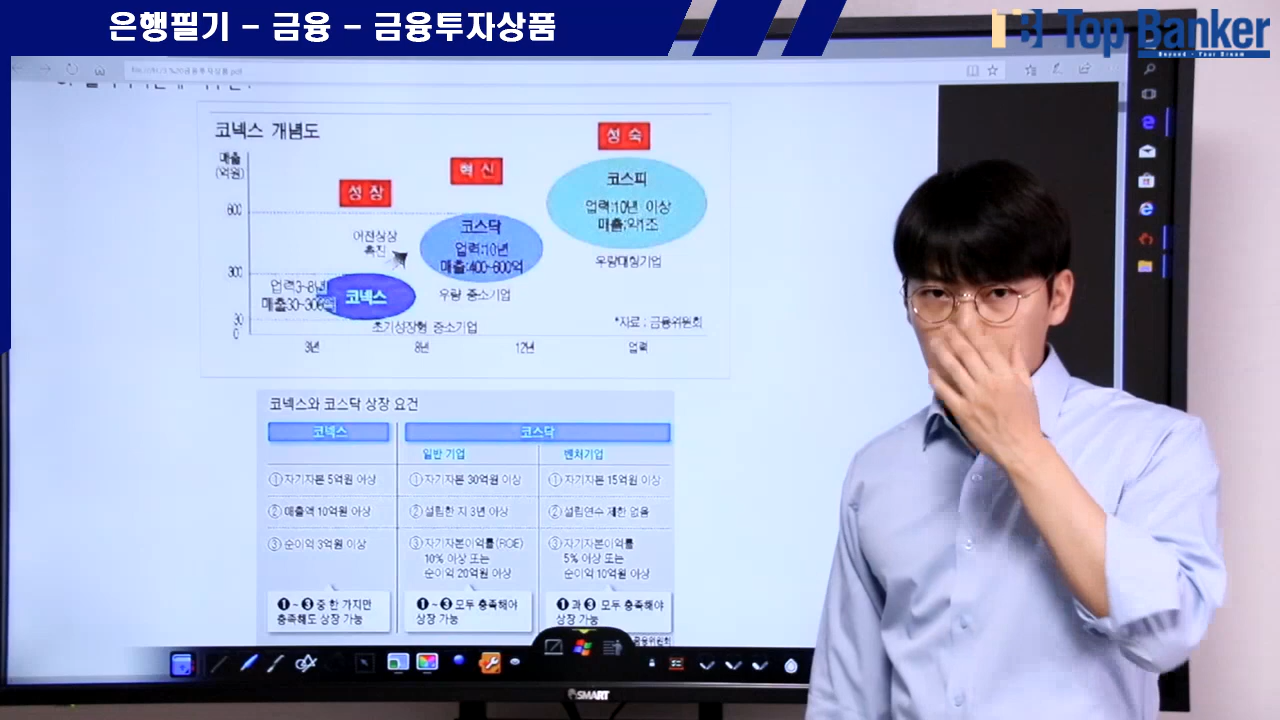 은행필기 – 금융 – 금융투자상품
Top Banker
Beyond - Your Dream
코넥스 개념도
매출
(억원)
600
300
30
0
성장
혁신
성숙
코스피
업력:10년 이상
매출:약1조
우량대형기업
코스닥
업력:10년
매출:400~600억
우량 중소기업
촉진
업력3~8년
코넥스
초기성장형 중소기업
*자료 : 금융위원회
3년
8년
12년
업력
코넥스와 코스닥 상장 요건
코넥스
코스닥
일반 기업
벤처기업
①자기자본 5억원 이상
①자기자본 30억원 이상
①자기자본 15억원 이상
②매출액 10억원 이상
②설립한 지 3년 이상
②설립연수 제한 없음
③순이익 3억원 이상
③자기자본이익률(ROE)
10% 이상 또는
순이익 20억원 이상
③자기자본이익률
5% 이상 또는
순이익 10억원 이상
❶~❸ 중 한 가지만
충족해도 상장 가능
❶~❸ 모두 충족해야
상장 가능
❶과 ❸ 모두 충족해야
상장 가능
금융위원회
SMART